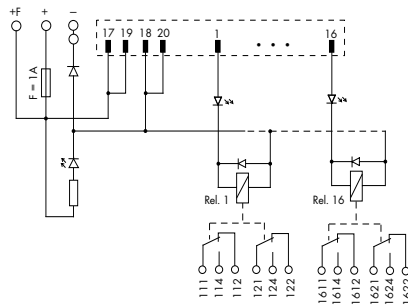 +F + –
17 19 18 20 1 • • • 16
F = 1A
Rel. 1 Rel. 16
111 114 112 121 124 122 1611 1614 1612 1621 1624 1622